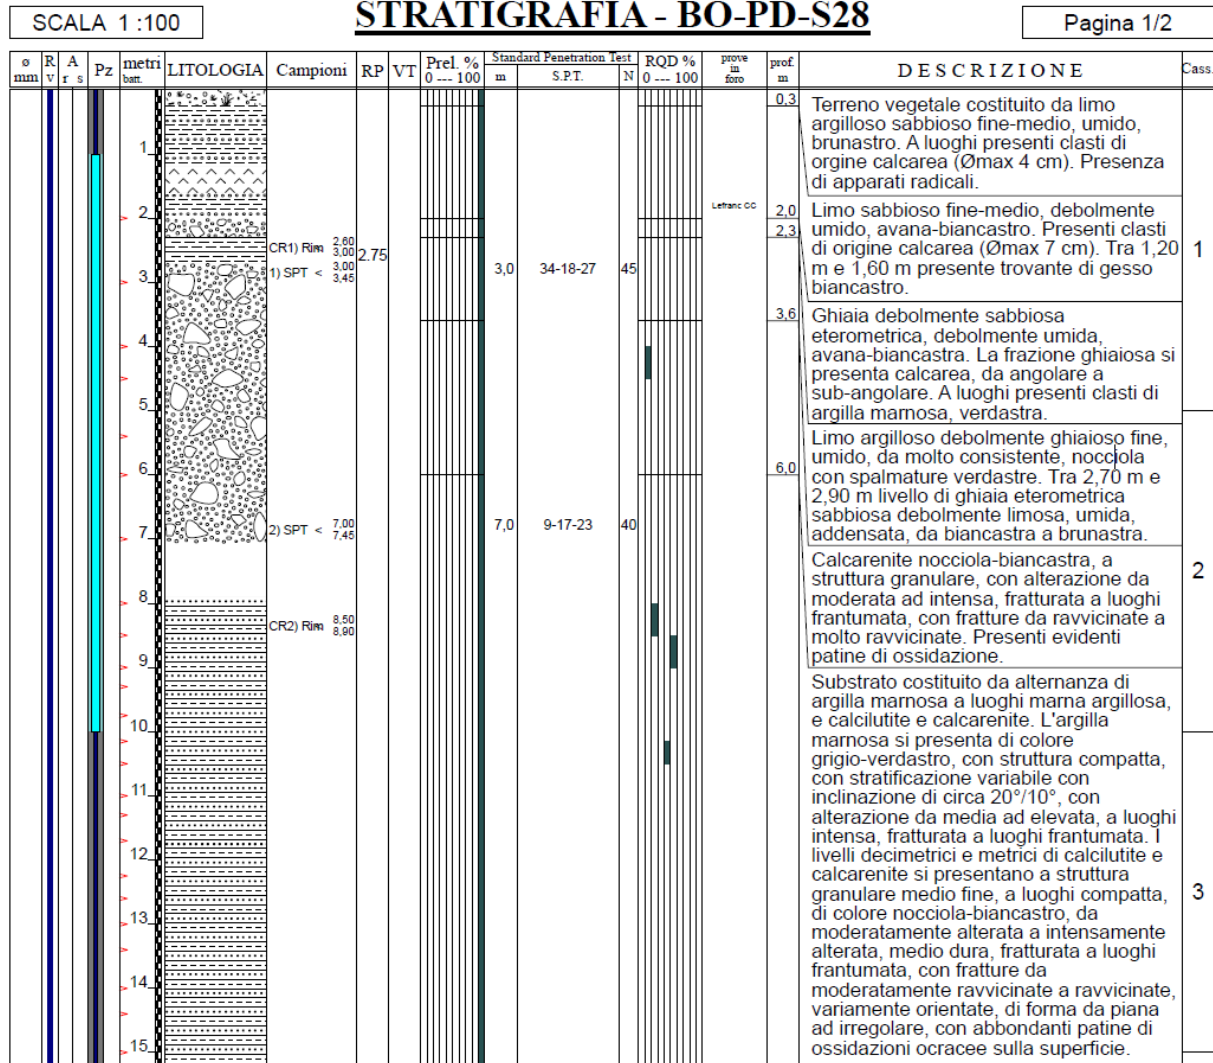 SCALA 1 :100
STRATIGRAFIA - BO-PD-S28
Pagina 1/2
ø mm
R v
A r s
Pz
metri batt.
LITOLOGIA
Campioni
RP
VT
Prel. % 0 --- 100
Standard Penetration Test
m
S.P.T.
N
RQD % 0 --- 100
prove in foro
prof. m
DESCRIZIONE
Cass.
1
2
3
4
5
6
7
8
9
10
11
12
13
14
15
CR1) Rim 2,60 3,00
2.75
1) SPT < 3,00 3,45
3,0 34-18-27 45
2) SPT < 7,00 7,45
7,0 9-17-23 40
CR2) Rim 8,50 8,90
Lefranc CC
0,3
2,0
2,3
3,6
6,0
Terreno vegetale costituito da limo
argilloso sabbioso fine-medio, umido,
brunastro. A luoghi presenti clasti di
orgine calcarea (Ømax 4 cm). Presenza
di apparati radicali.
Limo sabbioso fine-medio, debolmente
umido, avana-biancastro. Presenti clasti
di origine calcarea (Ømax 7 cm). Tra 1,20
m e 1,60 m presente trovante di gesso
biancastro.
Ghiaia debolmente sabbiosa
eterometrica, debolmente umida,
avana-biancastra. La frazione ghiaiosa si
presenta calcarea, da angolare a
sub-angolare. A luoghi presenti clasti di
argilla marnosa, verdastra.
Limo argilloso debolmente ghiaioso fine,
umido, da molto consistente, nocciola
con spalmature verdastre. Tra 2,70 m e
2,90 m livello di ghiaia eterometrica
sabbiosa debolmente limosa, umida,
addensata, da biancastra a brunastra.
Calcarenite nocciola-biancastra, a
struttura granulare, con alterazione da
moderata ad intensa, fratturata a luoghi
frantumata, con fratture da ravvicinate a
molto ravvicinate. Presenti evidenti
patine di ossidazione.
Substrato costituito da alternanza di
argilla marnosa a luoghi marna argillosa,
e calcilutite e calcarenite. L'argilla
marnosa si presenta di colore
grigio-verdastro, con struttura compatta,
con stratificazione variabile con
inclinazione di circa 20°/10°, con
alterazione da media ad elevata, a luoghi
intensa, fratturata a luoghi frantumata. I
livelli decimetrici e metrici di calcilutite e
calcarenite si presentano a struttura
granulare medio fine, a luoghi compatta,
di colore nocciola-biancastro, da
moderatamente alterata a intensamente
alterata, medio dura, fratturata a luoghi
frantumata, con fratture da
moderatamente ravvicinate a ravvicinate,
variamente orientate, di forma da piana
ad irregolare, con abbondanti patine di
ossidazioni ocracee sulla superficie.
1
2
3